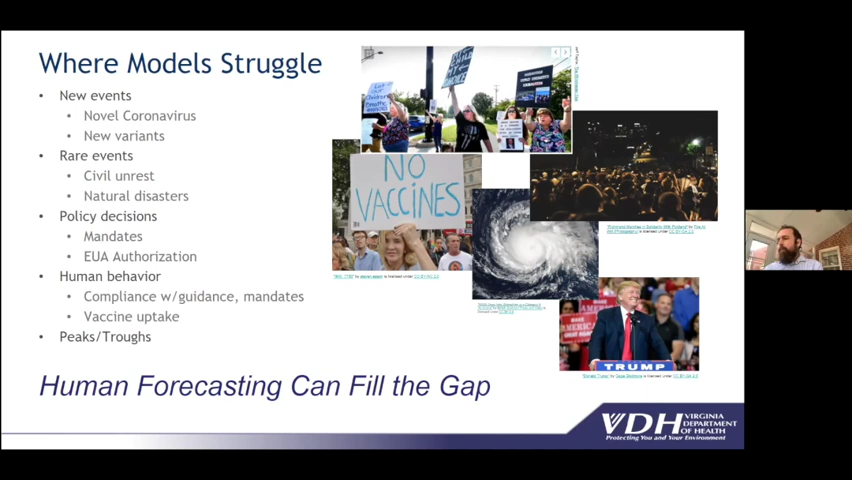 Where Models Struggle
• New events
• Novel Coronavirus
• New variants
• Rare events
• Civil unrest
• Natural disasters
• Policy decisions
• Mandates
• EUA Authorization
• Human behavior
• Compliance w/guidance, mandates
• Vaccine uptake
• Peaks/Troughs
Human Forecasting Can Fill the Gap
NO
VACCINES
TRUMP
VDH
VIRGINIA
DEPARTMENT
OF HEALTH
Protecting You and Your Environment